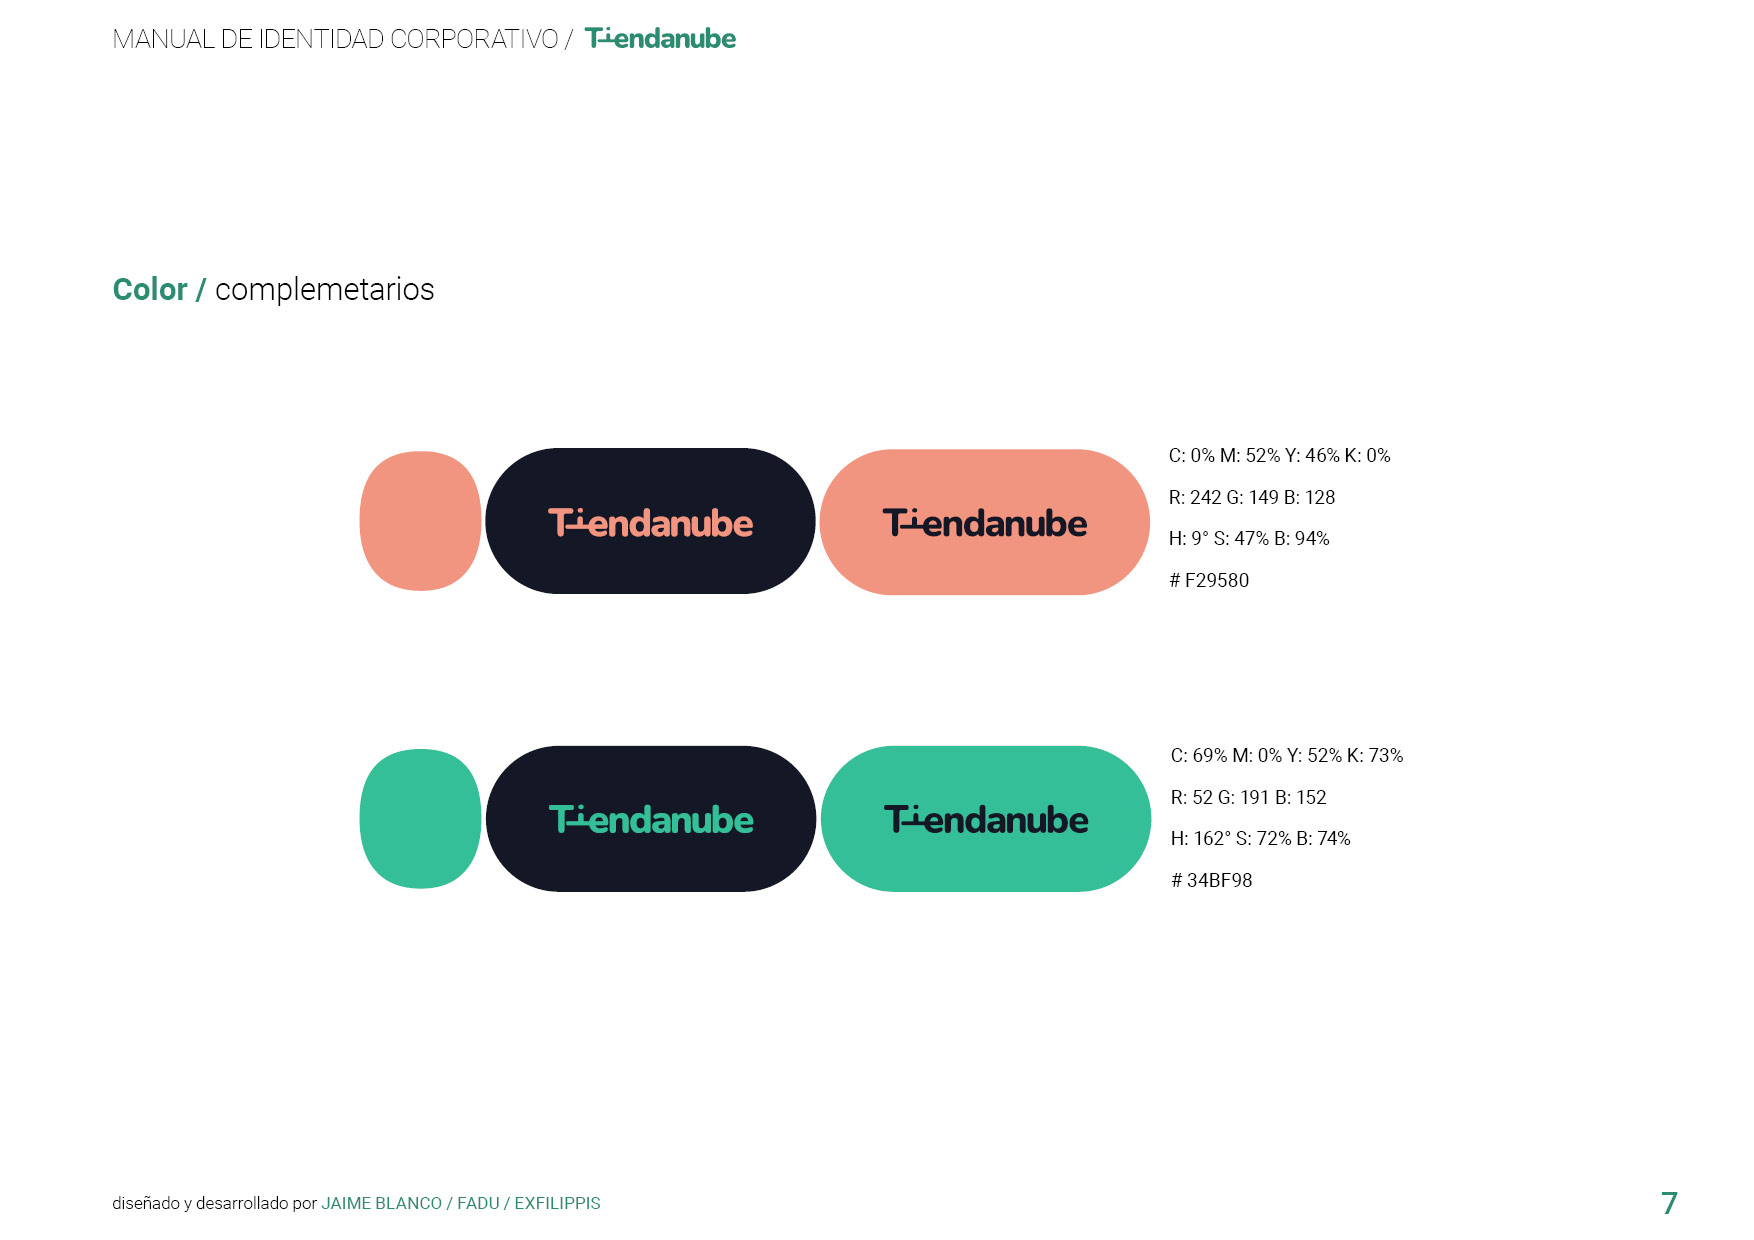 MANUAL DE IDENTIDAD CORPORATIVO / Tiendanube
Color / complemetarios
Tiendanube
Tiendanube
C: 0% M: 52% Y: 46% K: 0%
R: 242 G: 149 B: 128
H: 9° S: 47% B: 94%
# F29580
Tiendanube
Tiendanube
C: 69% M: 0% Y: 52% K: 73%
R: 52 G: 191 B: 152
H: 162° S: 72% B: 74%
# 34BF98
diseñado y desarrollado por JAIME BLANCO / FADU / EXFILIPPIS
7